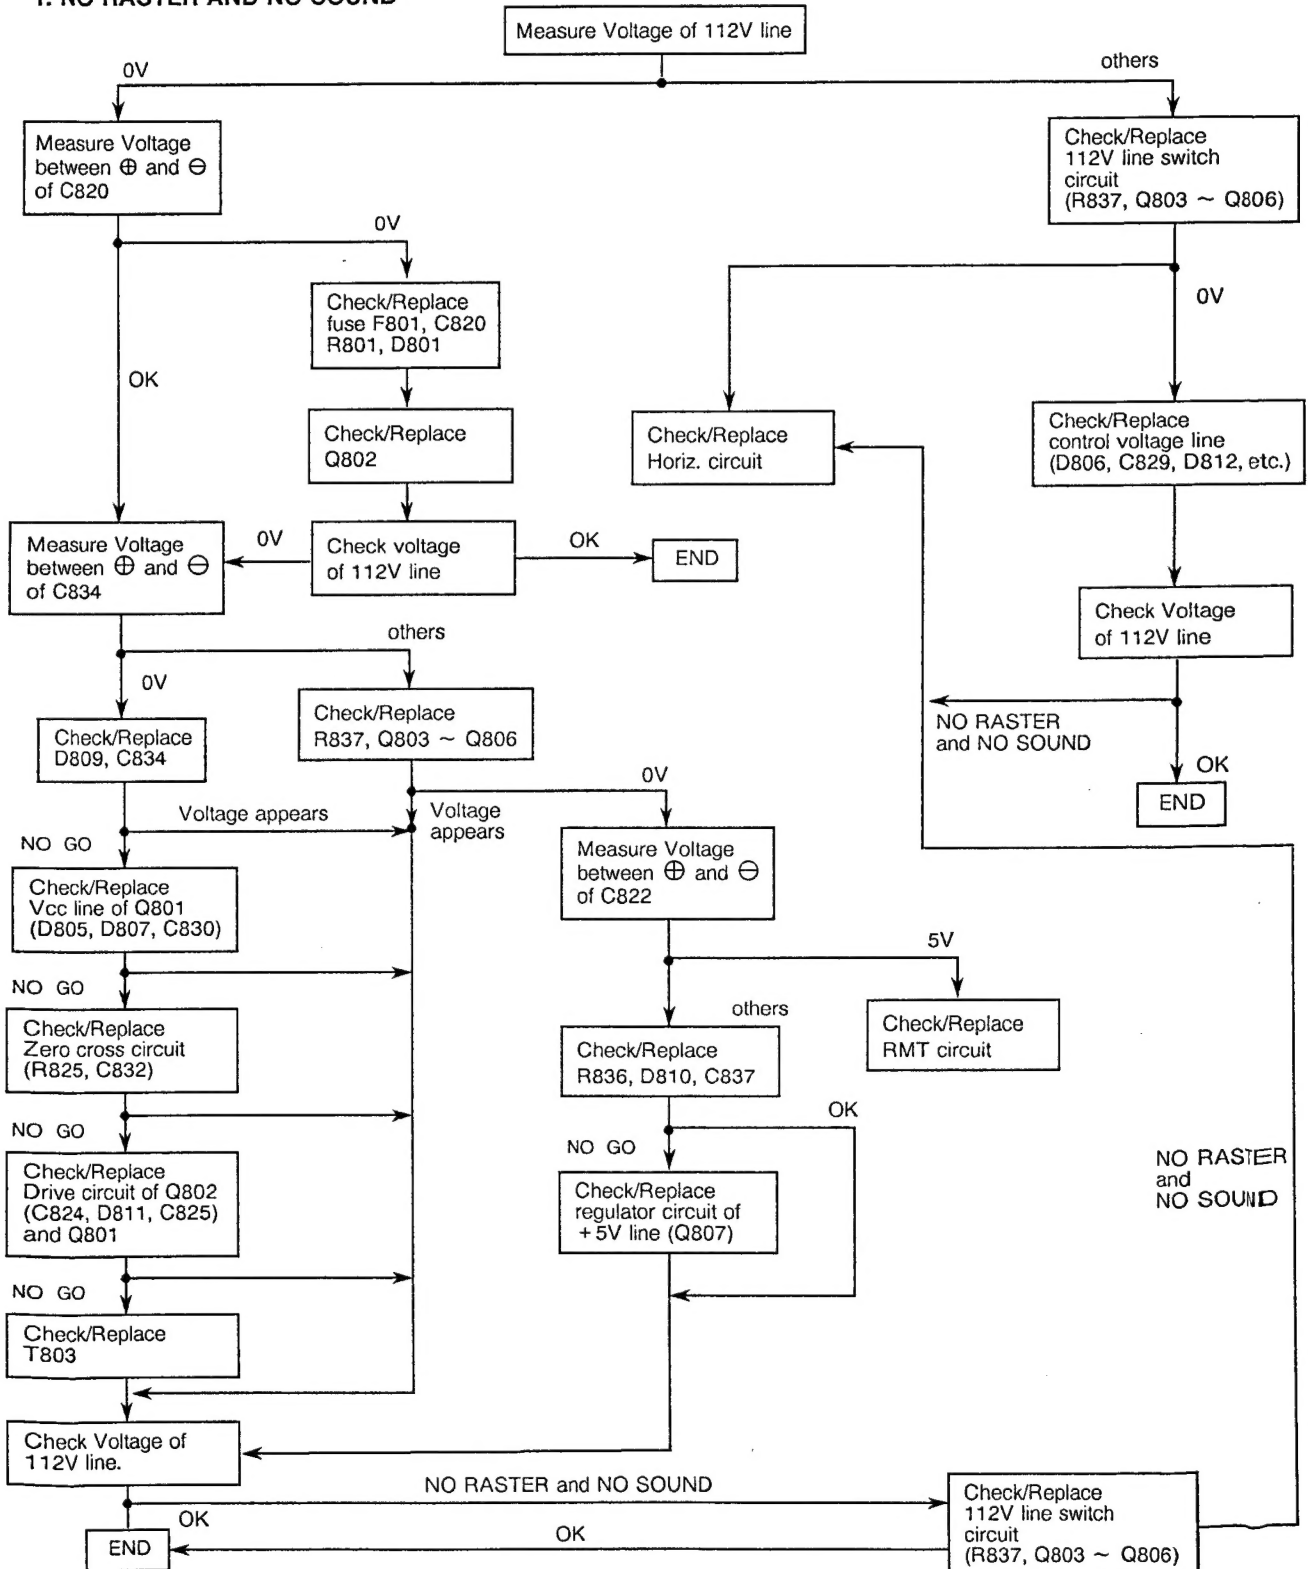 1. NO RASTER AND NO SOUND
Measure Voltage of 112V line
0V
others
Measure Voltage
between ⊕ and ⊖
of C820
Check/Replace
112V line switch
circuit
(R837, Q803 ~ Q806)
0V
0V
Check/Replace
fuse F801, C820
R801, D801
OK
Check/Replace
Q802
Check/Replace
Horiz. circuit
Check/Replace
control voltage line
(D806, C829, D812, etc.)
Measure Voltage
between ⊕ and ⊖
of C834
0V
Check voltage
of 112V line
OK
END
Check Voltage
of 112V line
others
0V
Check/Replace
D809, C834
Check/Replace
R837, Q803 ~ Q806
NO RASTER
and NO SOUND
OK
END
0V
Voltage appears
Voltage
appears
NO GO
Measure Voltage
between ⊕ and ⊖
of C822
Check/Replace
Vcc line of Q801
(D805, D807, C830)
5V
NO GO
others
Check/Replace
Zero cross circuit
(R825, C832)
Check/Replace
R836, D810, C837
Check/Replace
RMT circuit
OK
NO GO
NO GO
Check/Replace
Drive circuit of Q802
(C824, D811, C825)
and Q801
Check/Replace
regulator circuit of
+5V line (Q807)
NO RASTER
and
NO SOUND
NO GO
Check/Replace
T803
Check Voltage of
112V line.
NO RASTER and NO SOUND
Check/Replace
112V line switch
circuit
(R837, Q803 ~ Q806)
OK
OK
END